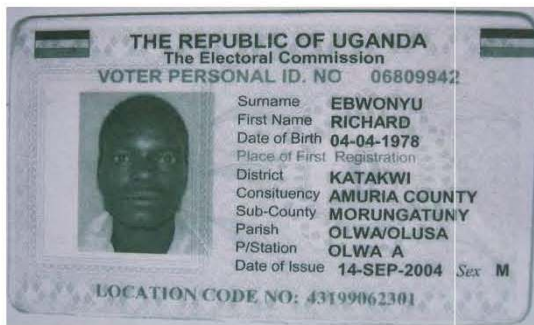 THE REPUBLIC OF UGANDA
The Electoral Commission
VOTER PERSONAL ID. NO 06809942
Surname EBWONYU
First Name RICHARD
Date of Birth 04-04-1978
Place of First Registration
District KATAKWI
Consituency AMURIA COUNTY
Sub-County MORUNGATUNY
Parish OLWA/OLUSA
P/Station OLWA A
Date of Issue 14-SEP-2004 Sex M
LOCATION CODE NO: 43199062301